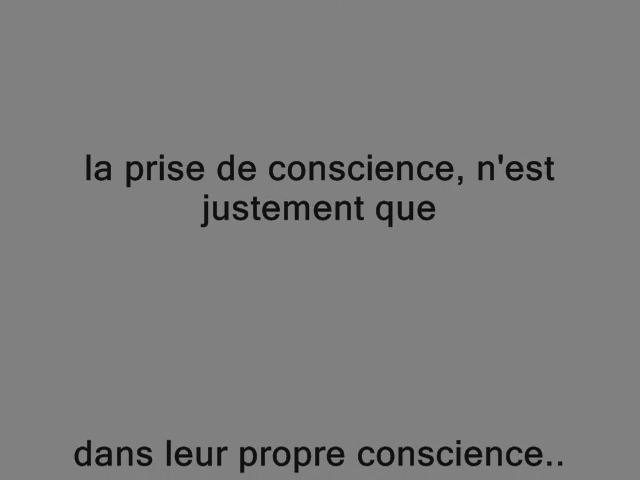 la prise de conscience, n'est
justement que
dans leur propre conscience..